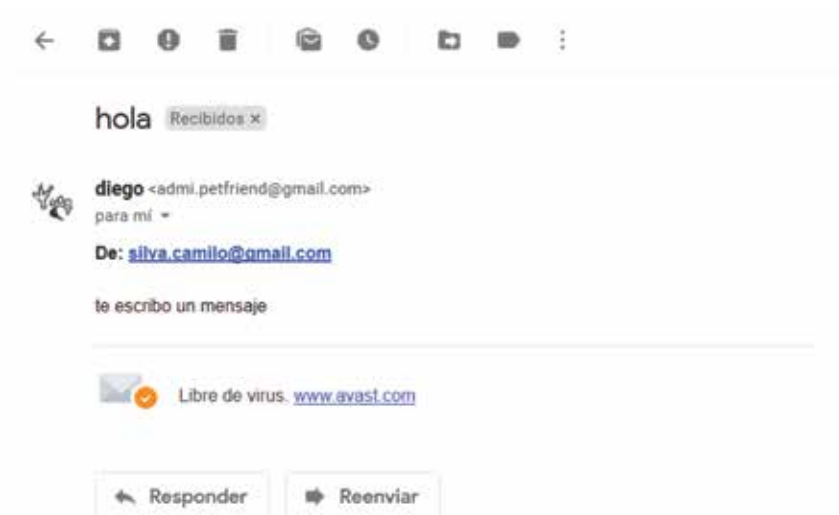 hola Recibidos ×
diego <admi.petfriend@gmail.com>
para mí
De: silva.camilo@gmail.com
te escribo un mensaje
Libre de virus. www.avast.com
Responder Reenviar